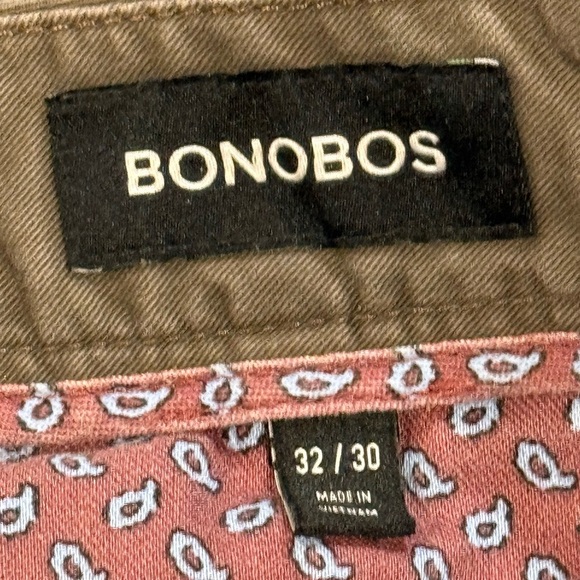 BONOBOS
32 / 30
MADE IN
VIETNAM